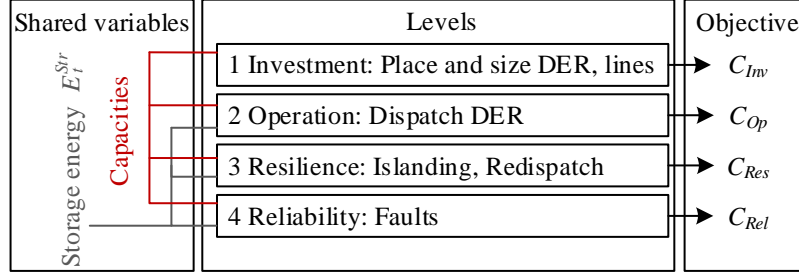 Shared variables
Levels
Objective
Storage energy E_t^Str
Capacities
1 Investment: Place and size DER, lines
C_Inv
2 Operation: Dispatch DER
C_Op
3 Resilience: Islanding, Redispatch
C_Res
4 Reliability: Faults
C_Rel